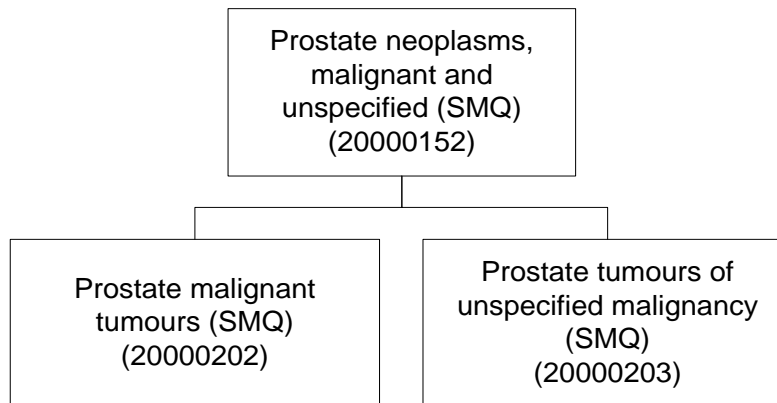 Prostate neoplasms,
malignant and
unspecified (SMQ)
(20000152)
Prostate malignant
tumours (SMQ)
(20000202)
Prostate tumours of
unspecified malignancy
(SMQ)
(20000203)